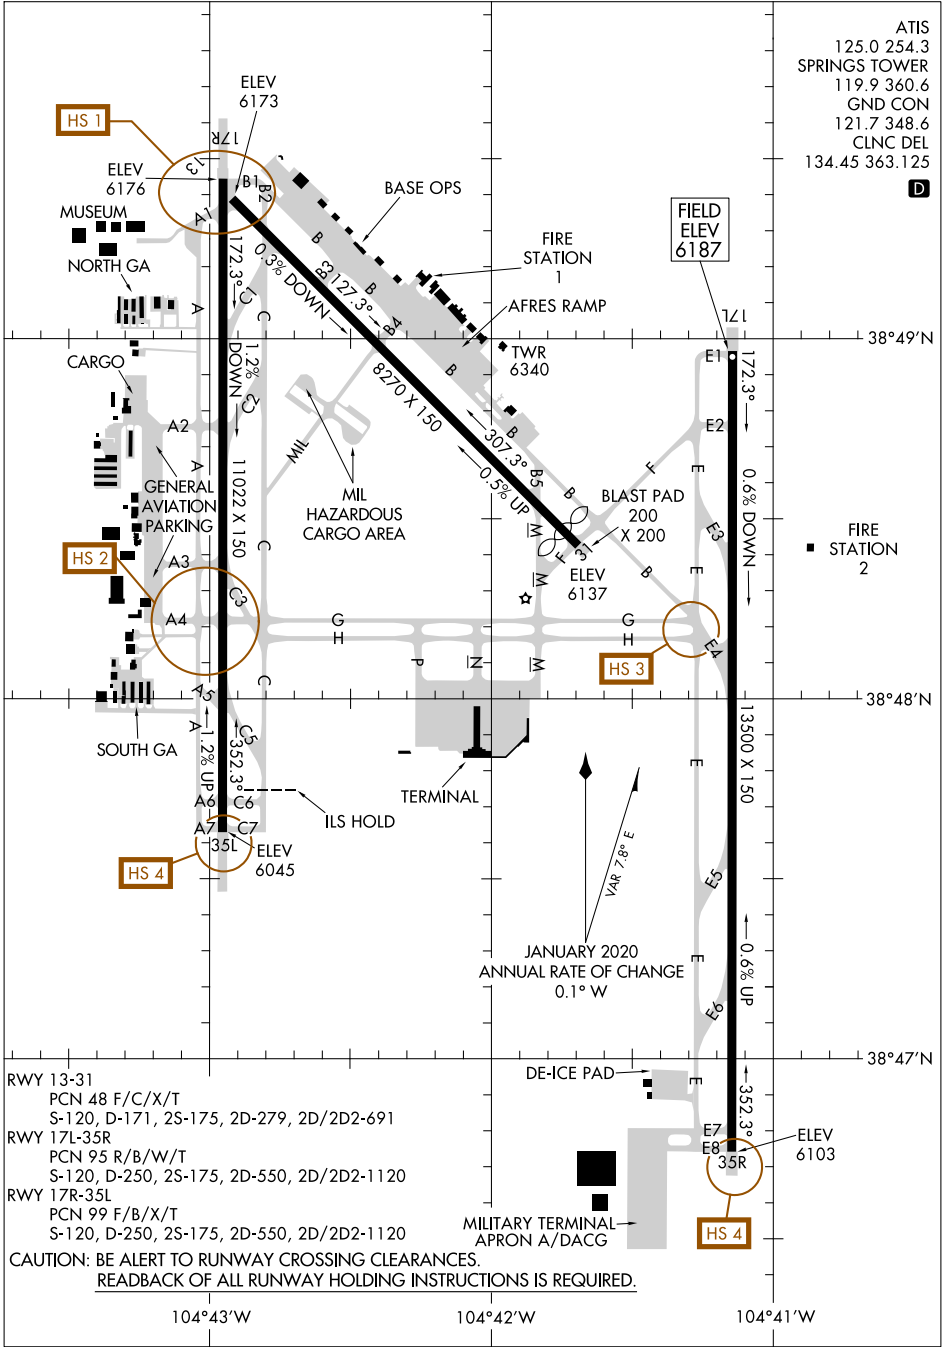 ATIS
125.0 254.3
SPRINGS TOWER
119.9 360.6
GND CON
121.7 348.6
CLNC DEL
134.45 363.125
D
ELEV
6173
HS 1
17R
13
ELEV
6176
B1
B2
A1
MUSEUM
BASE OPS
FIELD
ELEV
6187
FIRE
STATION
1
NORTH GA
172.3°
0.3% DOWN
B3
B
127.3°
B
C1
C
A
AFRES RAMP
17L
B4
38°49'N
TWR
6340
E1
CARGO
1.2%
DOWN
C2
8270 X 150
B
172.3°
A2
307.3°
B
E2
MIL
A
11022 X 150
0.5% UP
B5
F
E
0.6% DOWN
GENERAL
AVIATION
PARKING
MIL
HAZARDOUS
CARGO AREA
B
BLAST PAD
200
X 200
E3
FIRE
STATION
2
M
HS 2
C
A3
F
31
ELEV
6137
B
E
M
C3
A4
G
H
G
H
E4
HS 3
P
N
M
C
A5
38°48'N
A
SOUTH GA
1.2% UP
352.3°
C5
TERMINAL
13500 X 150
E
A6
C6
ILS HOLD
A7
C7
35L
ELEV
6045
HS 4
VAR 7.8° E
E5
JANUARY 2020
ANNUAL RATE OF CHANGE
0.1° W
E
0.6% UP
E6
38°47'N
DE-ICE PAD
E
352.3°
RWY 13-31
PCN 48 F/C/X/T
S-120, D-171, 2S-175, 2D-279, 2D/2D2-691
RWY 17L-35R
PCN 95 R/B/W/T
S-120, D-250, 2S-175, 2D-550, 2D/2D2-1120
RWY 17R-35L
PCN 99 F/B/X/T
S-120, D-250, 2S-175, 2D-550, 2D/2D2-1120
E7
E8
35R
ELEV
6103
MILITARY TERMINAL
APRON A/DACG
HS 4
CAUTION: BE ALERT TO RUNWAY CROSSING CLEARANCES.
READBACK OF ALL RUNWAY HOLDING INSTRUCTIONS IS REQUIRED.
104°43'W
104°42'W
104°41'W